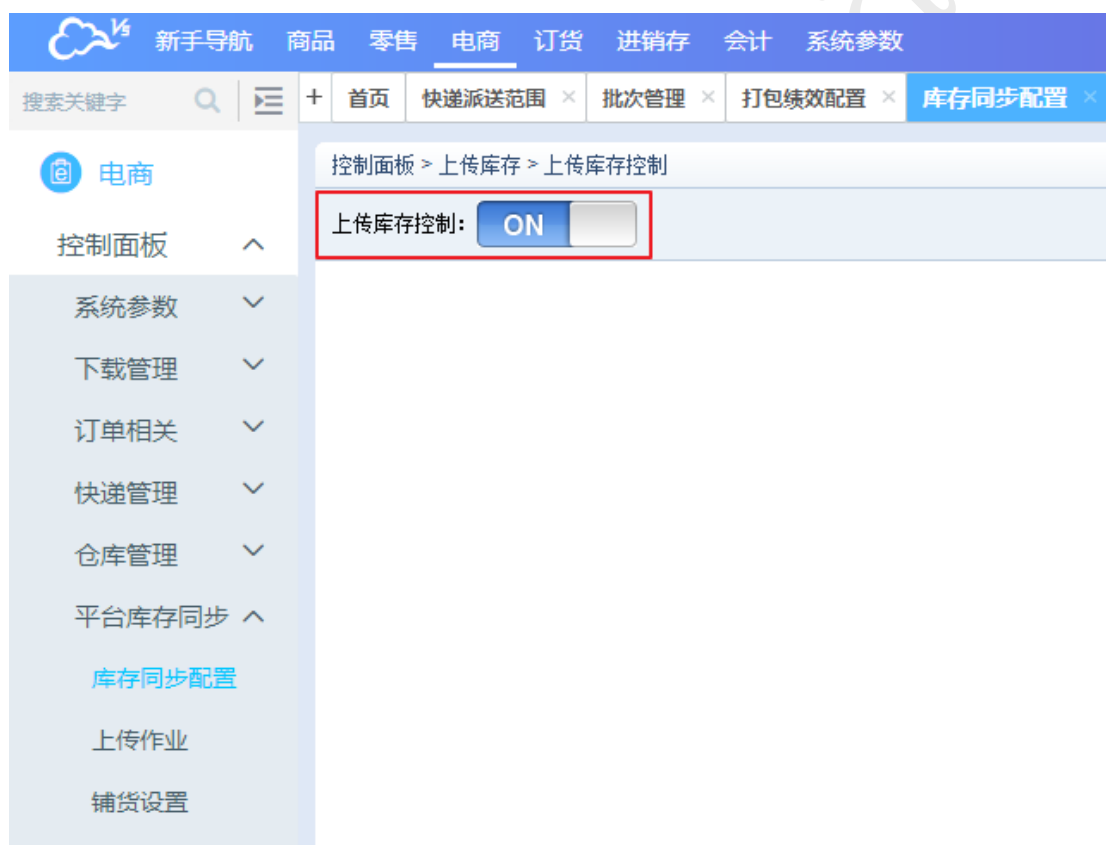 V5 新手导航 商品 零售 电商 订货 进销存 会计 系统参数
搜索关键字 + 首页 快递派送范围 × 批次管理 × 打包绩效配置 × 库存同步配置 ×
电商
控制面板 > 上传库存 > 上传库存控制
上传库存控制: ON
控制面板
系统参数
下载管理
订单相关
快递管理
仓库管理
平台库存同步
库存同步配置
上传作业
铺货设置